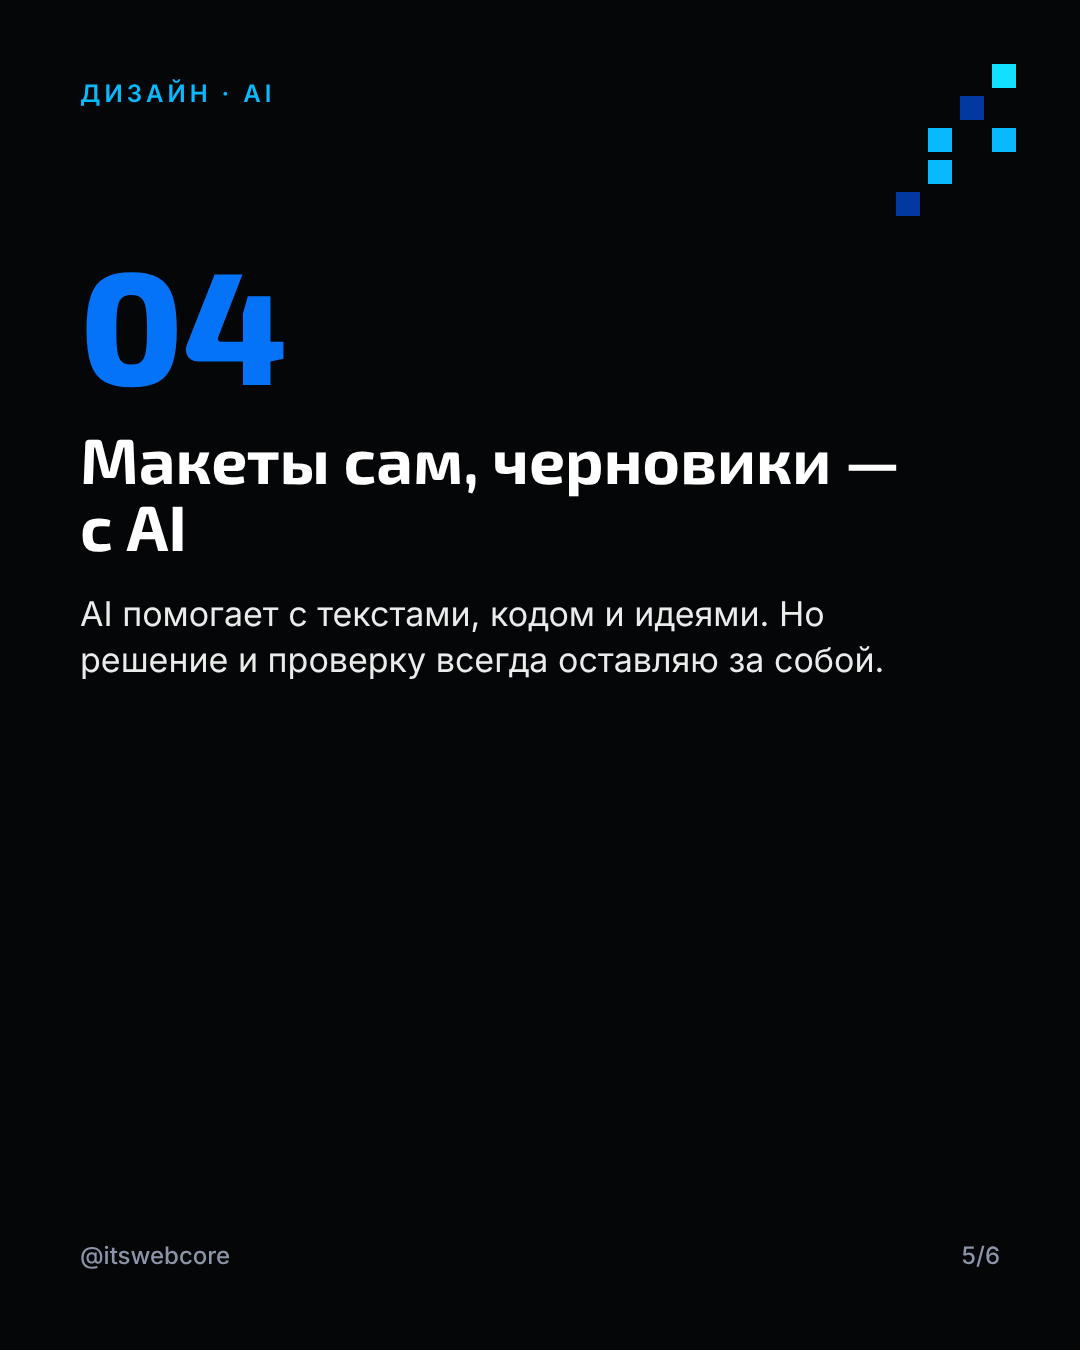 ДИЗАЙН · AI
04
Макеты сам, черновики —
с AI
AI помогает с текстами, кодом и идеями. Но
решение и проверку всегда оставляю за собой.
@itswebcore
5/6